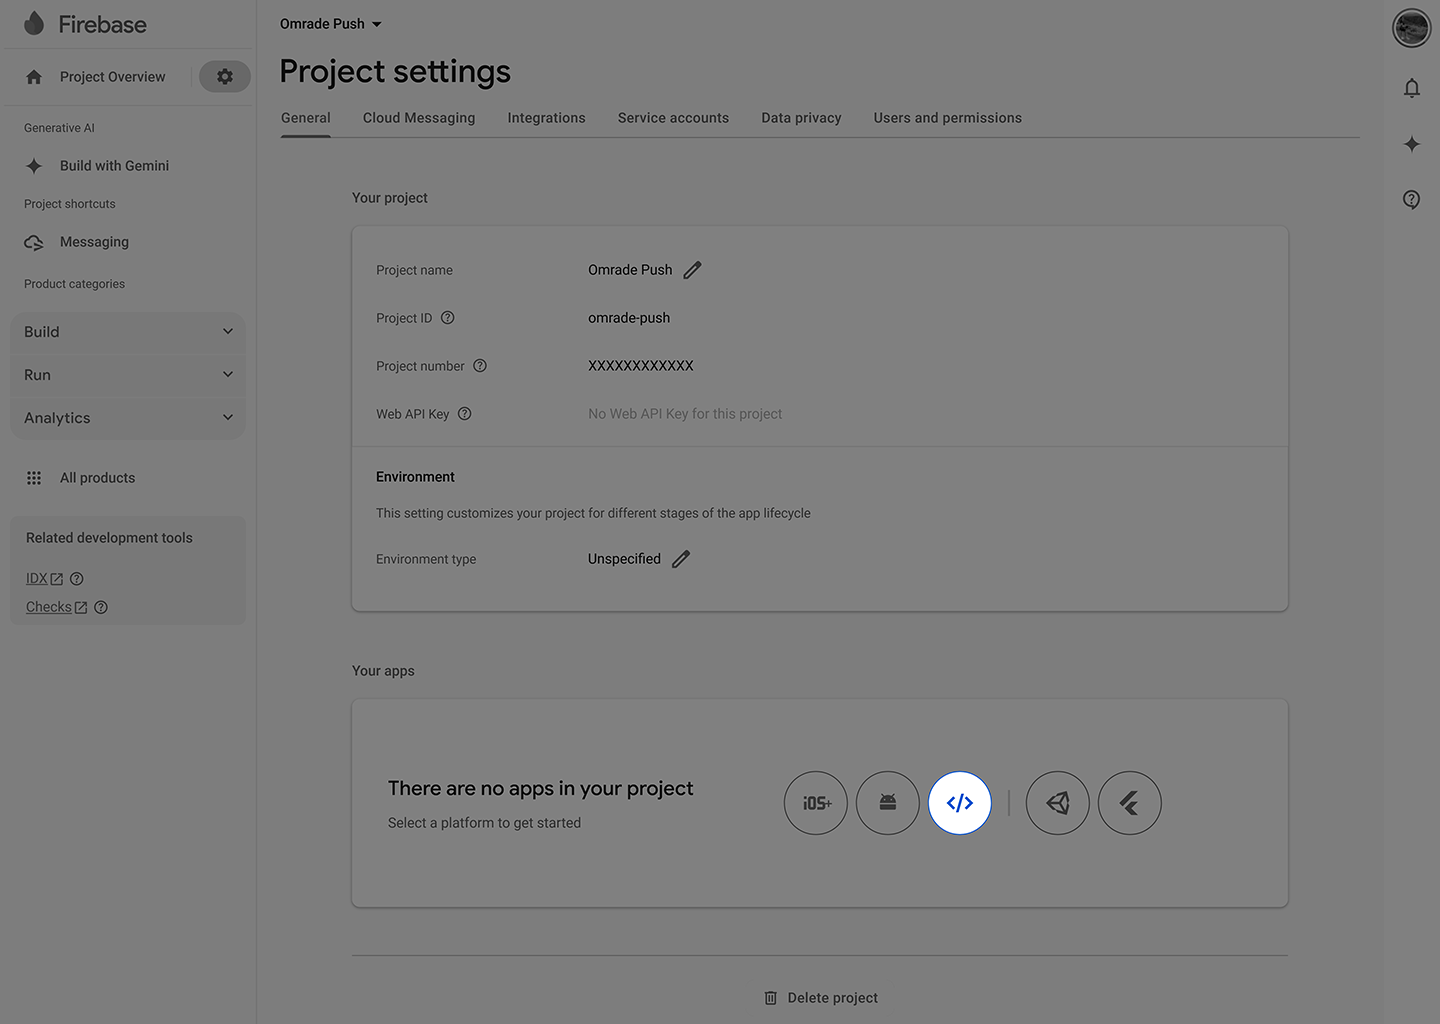 Firebase
Project Overview
Generative AI
Build with Gemini
Project shortcuts
Messaging
Product categories
Build
Run
Analytics
All products
Related development tools
IDX
Checks
Omrade Push
Project settings
General
Cloud Messaging
Integrations
Service accounts
Data privacy
Users and permissions
Your project
Project name
Omrade Push
Project ID
omrade-push
Project number
XXXXXXXXXXXX
Web API Key
No Web API Key for this project
Environment
This setting customizes your project for different stages of the app lifecycle
Environment type
Unspecified
Your apps
There are no apps in your project
Select a platform to get started
iOS+
</>
Delete project